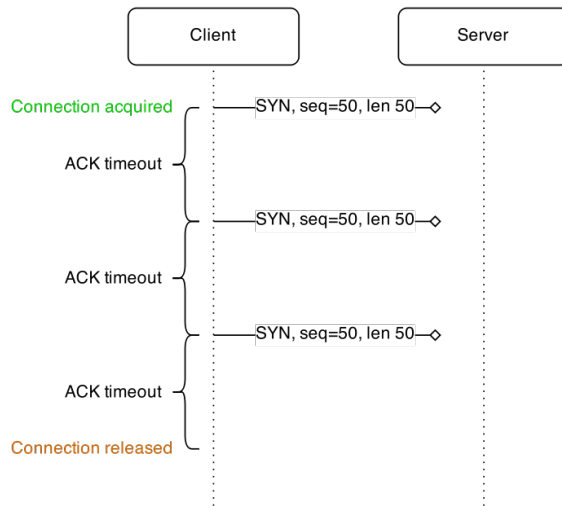 Client
Server
Connection acquired
SYN, seq=50, len 50
ACK timeout
SYN, seq=50, len 50
ACK timeout
SYN, seq=50, len 50
ACK timeout
Connection released